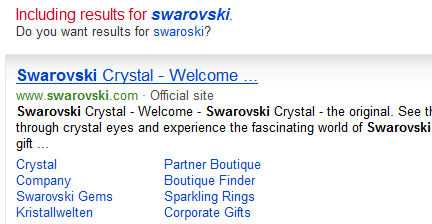 Including results for swarovski.
Do you want results for swaroski?
Swarovski Crystal - Welcome ...
www.swarovski.com · Official site
Swarovski Crystal - Welcome - Swarovski Crystal - the original. See th
through crystal eyes and experience the fascinating world of Swarovski
gift ...
Crystal Partner Boutique
Company Boutique Finder
Swarovski Gems Sparkling Rings
Kristallwelten Corporate Gifts